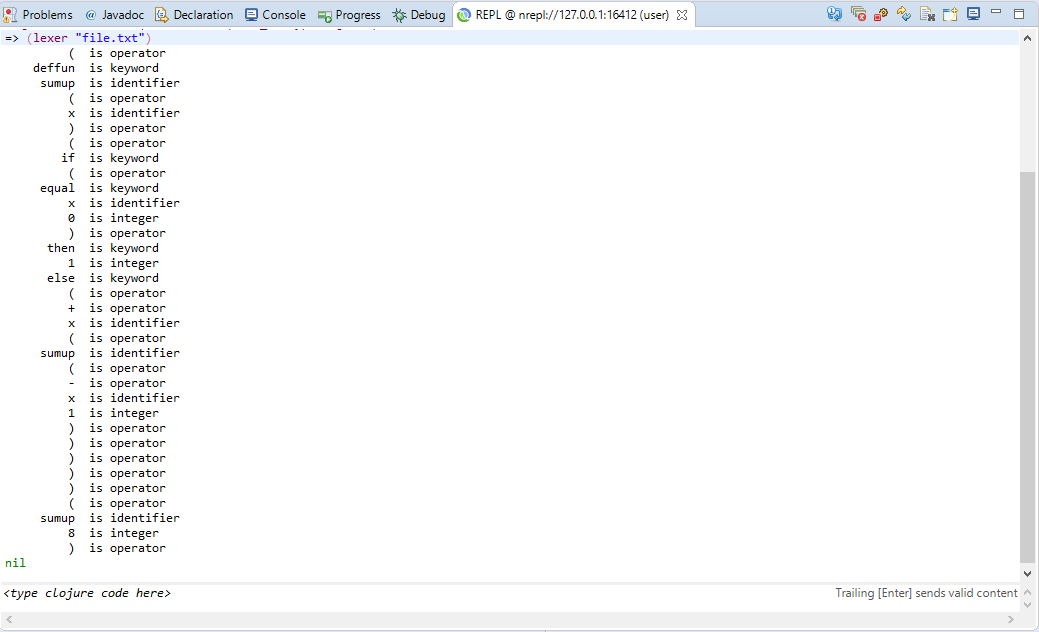 Problems @ Javadoc Declaration Console Progress Debug REPL @ nrepl://127.0.0.1:16412 (user)
=> (lexer "file.txt")
( is operator
deffun is keyword
sumup is identifier
( is operator
x is identifier
) is operator
( is operator
if is keyword
( is operator
equal is keyword
x is identifier
0 is integer
) is operator
then is keyword
1 is integer
else is keyword
( is operator
+ is operator
x is identifier
( is operator
sumup is identifier
( is operator
- is operator
x is identifier
1 is integer
) is operator
) is operator
) is operator
) is operator
) is operator
( is operator
sumup is identifier
8 is integer
) is operator
nil
<type clojure code here> Trailing [Enter] sends valid content